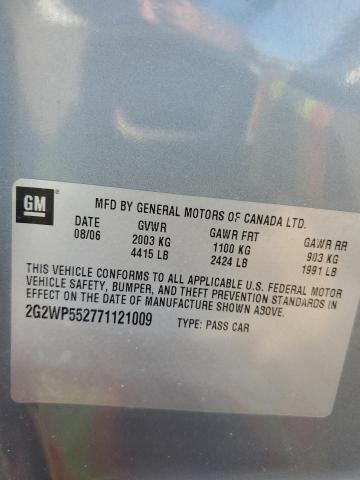 GM
MFD BY GENERAL MOTORS OF CANADA LTD.
DATE GVWR GAWR FRT GAWR RR
08/06 2003 KG 1100 KG 903 KG
4415 LB 2424 LB 1991 LB
THIS VEHICLE CONFORMS TO ALL APPLICABLE U.S. FEDERAL MOTOR
VEHICLE SAFETY, BUMPER, AND THEFT PREVENTION STANDARDS IN
EFFECT ON THE DATE OF MANUFACTURE SHOWN ABOVE.
2G2WP552771121009 TYPE: PASS CAR